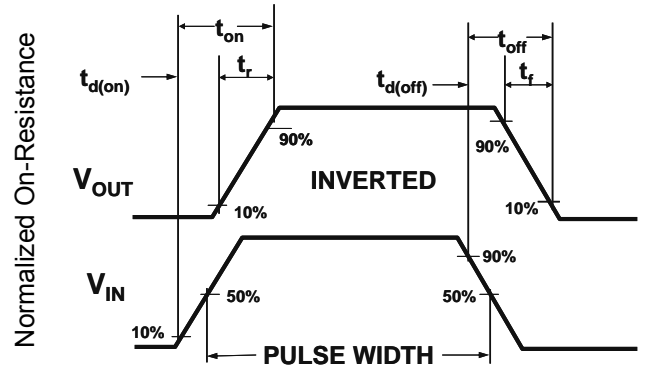 Normalized On-Resistance
ton
toff
td(on)
tr
td(off)
tf
90%
90%
VOUT
INVERTED
10%
10%
VIN
90%
50%
50%
10%
PULSE WIDTH